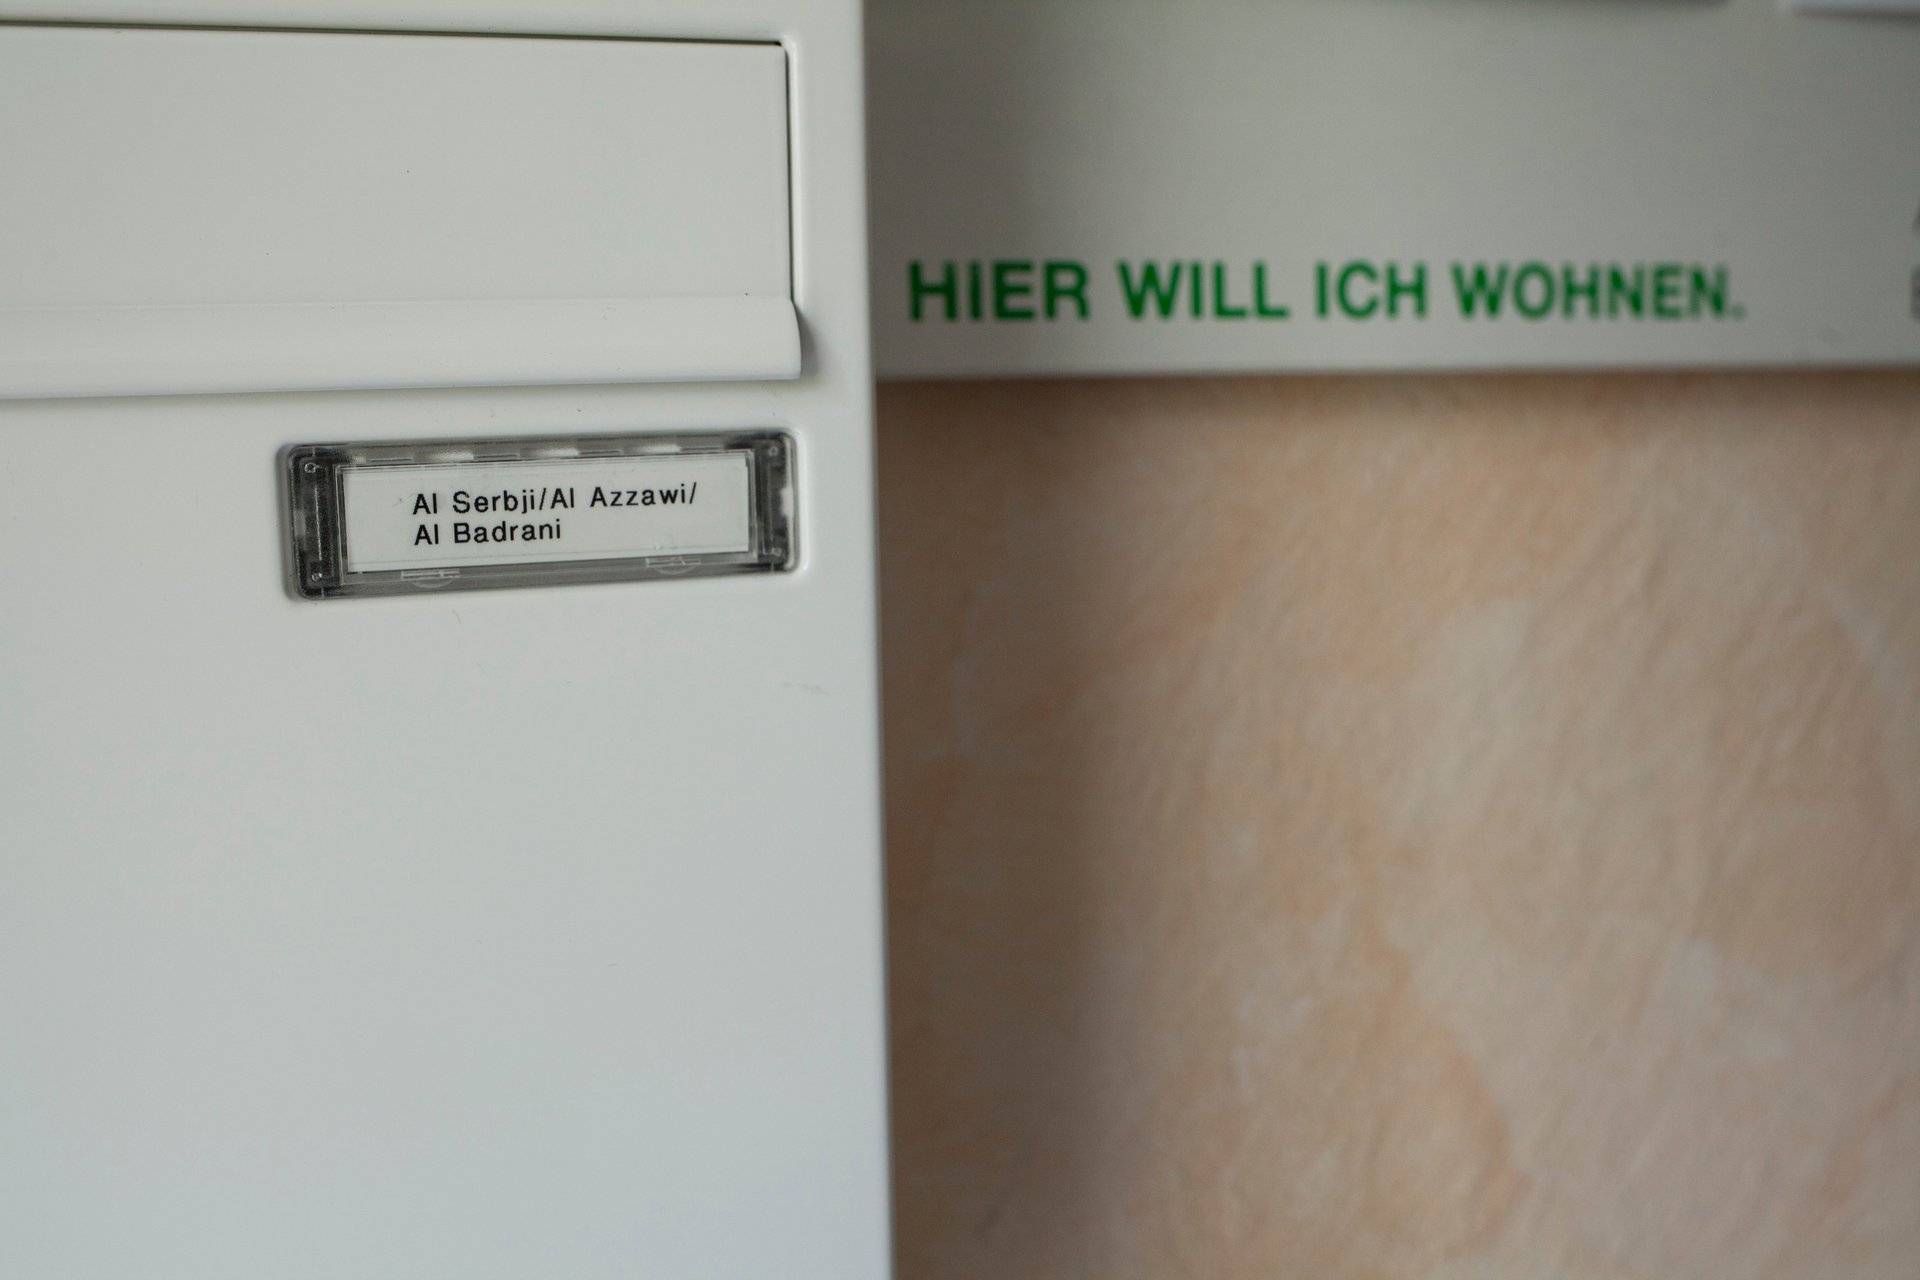 Al Serbji/Al Azzawi/
Al Badrani
HIER WILL ICH WOHNEN.